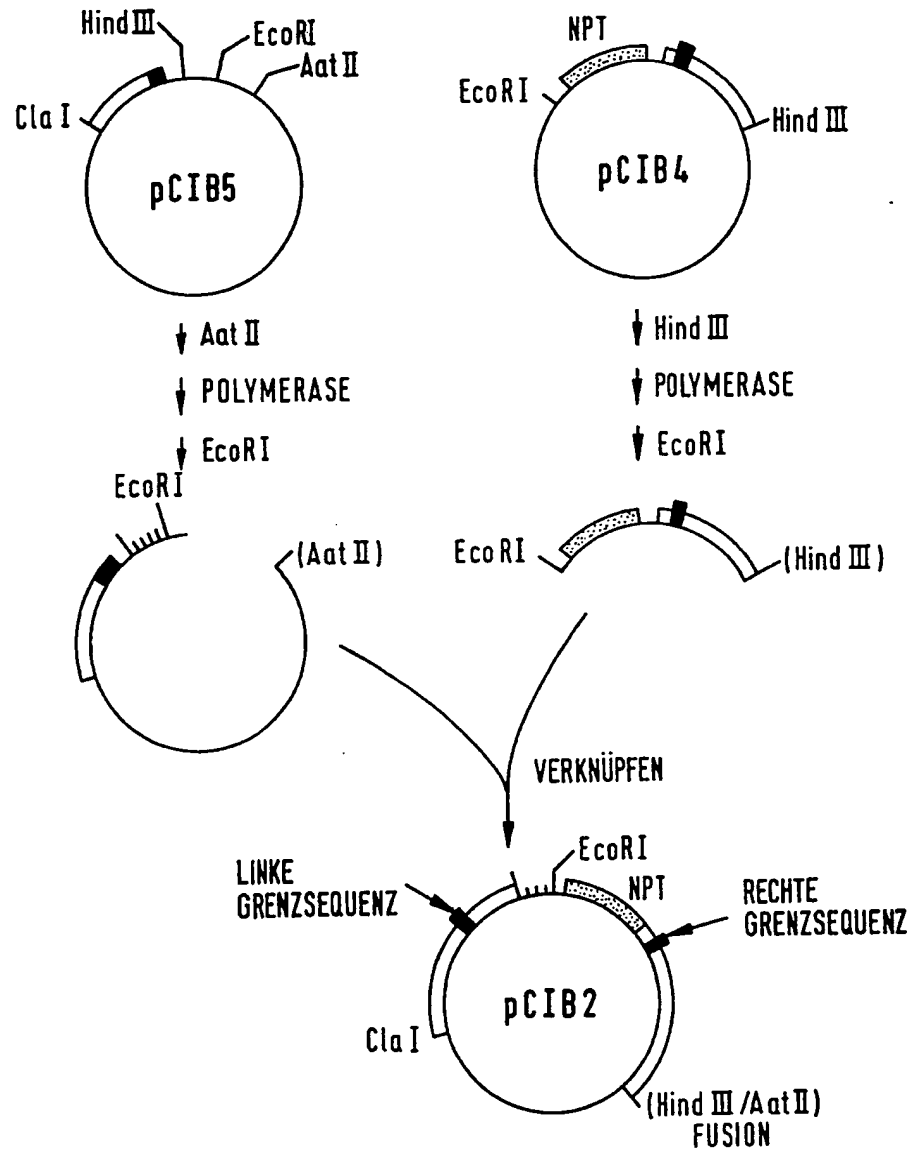 Hind III
EcoRI
Aat II
Cla I
pCIB5
NPT
EcoRI
Hind III
pCIB4
Aat II
POLYMERASE
EcoRI
Hind III
POLYMERASE
EcoRI
EcoRI
(Aat II)
EcoRI
(Hind III)
VERKNÜPFEN
LINKE
GRENZSEQUENZ
EcoRI
NPT
RECHTE
GRENZSEQUENZ
Cla I
pCIB2
(Hind III/Aat II)
FUSION